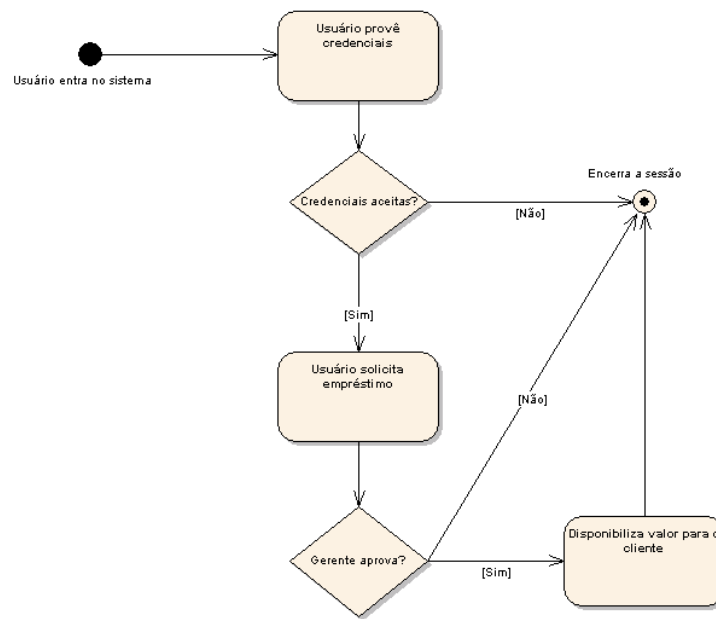 Usuário provê
credenciais
Usuário entra no sistema
Encerra a sessão
Credenciais aceitas?
[Não]
[Sim]
Usuário solicita
empréstimo
[Não]
Gerente aprova?
[Sim]
Disponibiliza valor para o
cliente